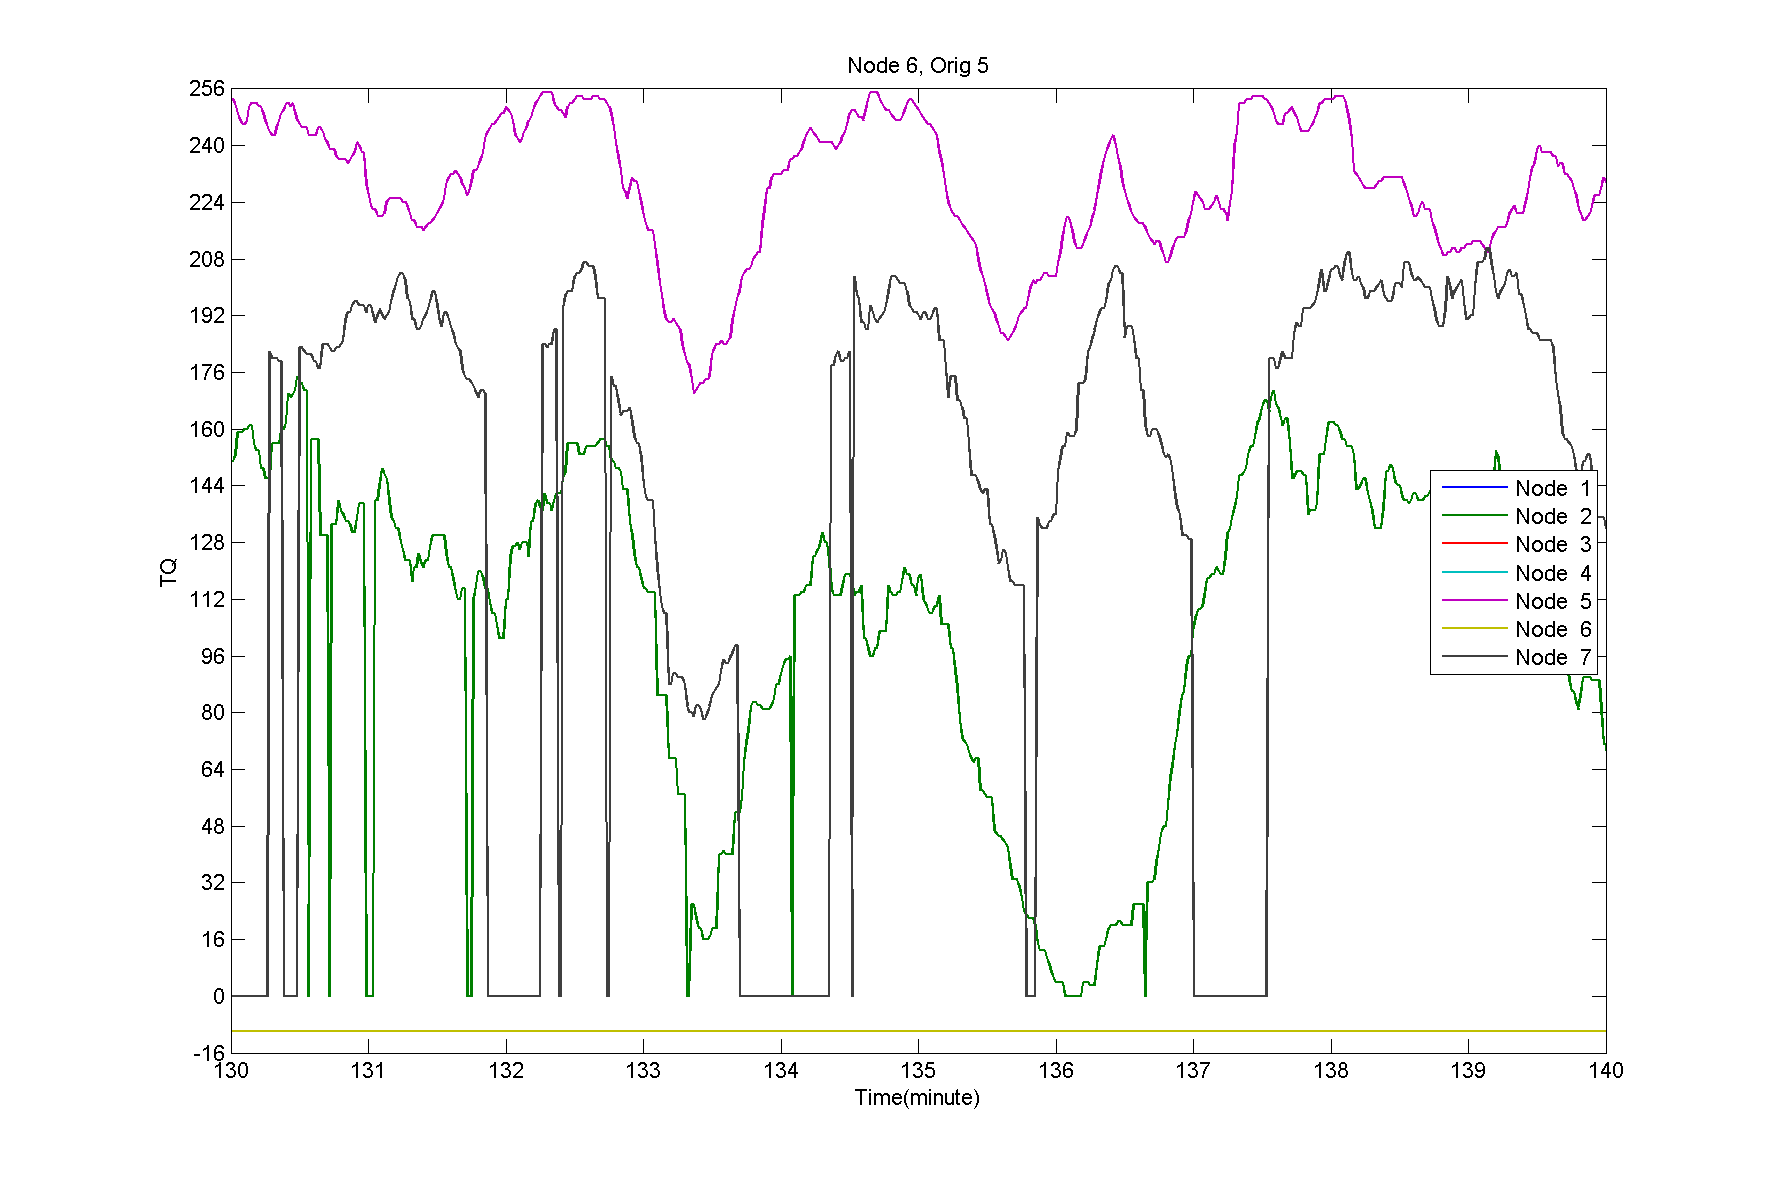 Node 6, Orig 5
256
240
224
208
192
176
160
144
128
112
96
80
64
48
32
16
0
-16
TQ
130 131 132 133 134 135 136 137 138 139 140
Time(minute)
Node 1
Node 2
Node 3
Node 4
Node 5
Node 6
Node 7